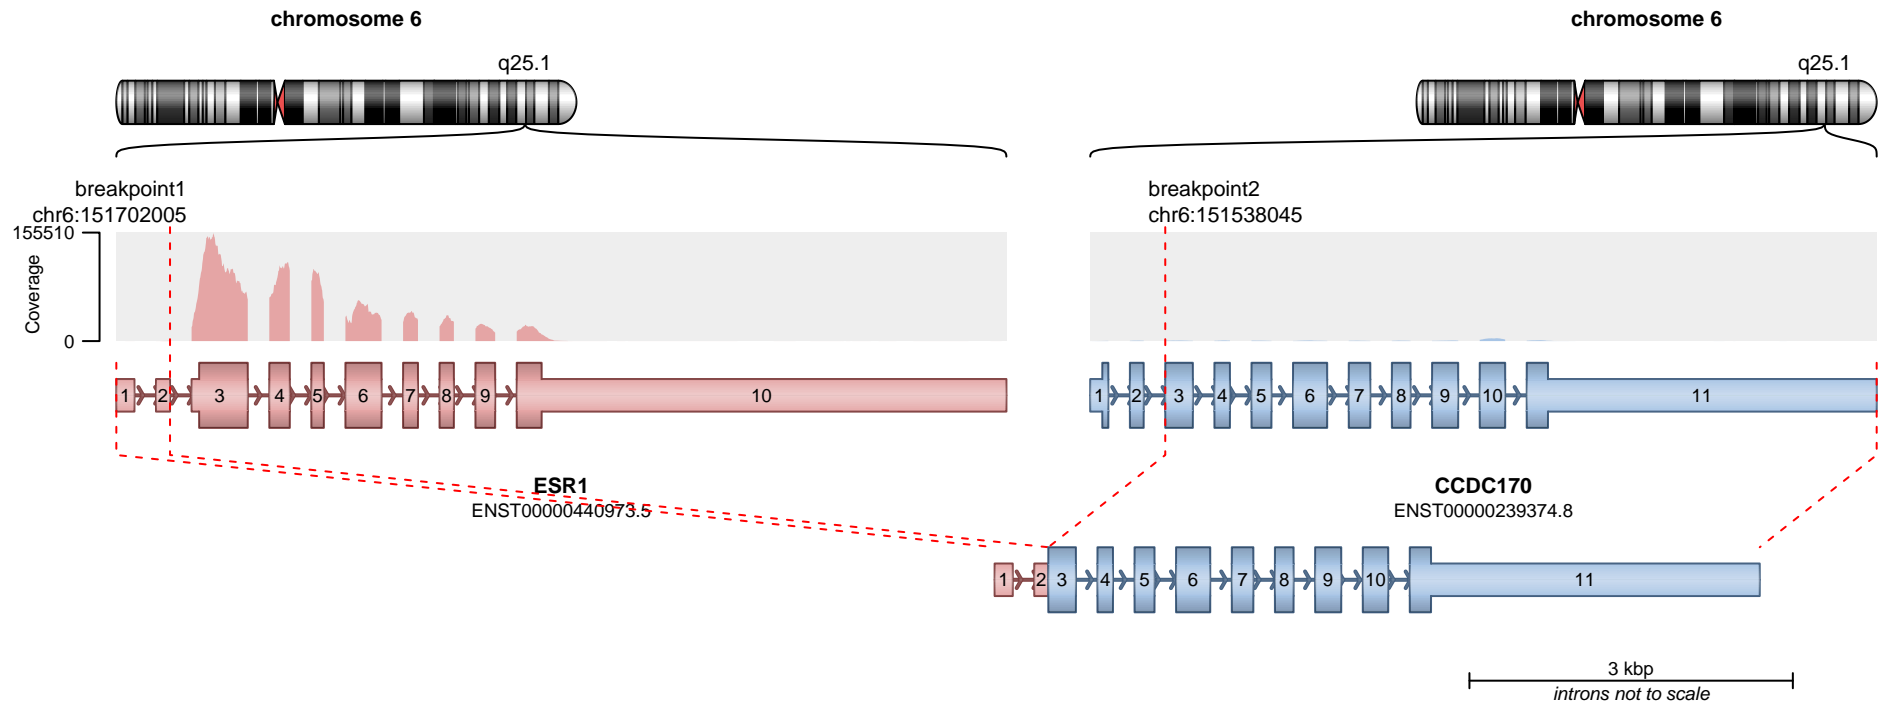 chromosome 6
chromosome 6
q25.1
q25.1
breakpoint1
chr6:151702005
breakpoint2
chr6:151538045
155510
Coverage
0
1 2 3 4 5 6 7 8 9 10
1 2 3 4 5 6 7 8 9 10 11
ESR1
ENST00000440973.5
CCDC170
ENST00000239374.8
1 2 3 4 5 6 7 8 9 10 11
3 kbp
introns not to scale